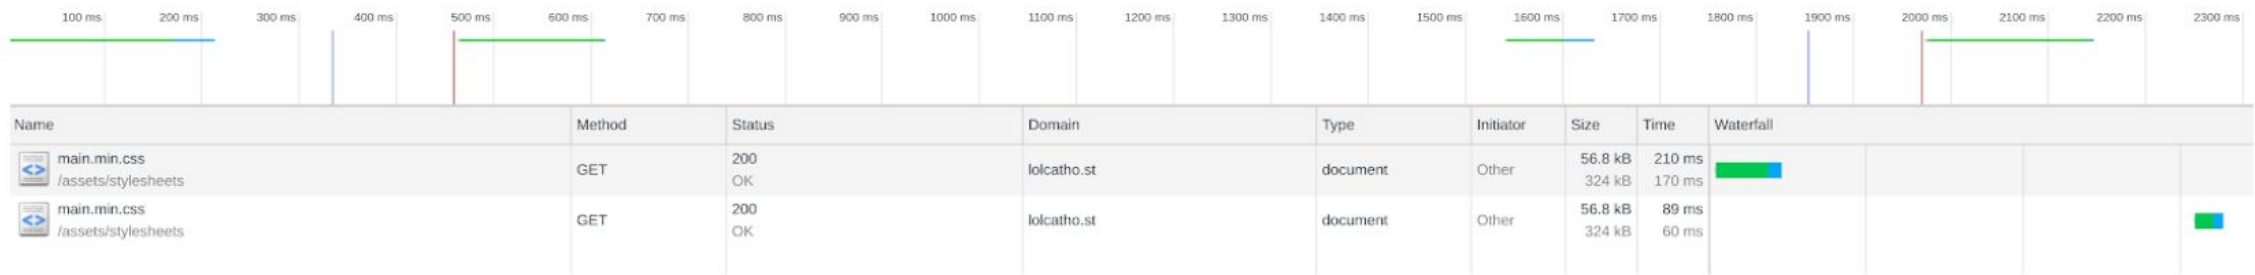 100 ms 200 ms 300 ms 400 ms 500 ms 600 ms 700 ms 800 ms 900 ms 1000 ms 1100 ms 1200 ms 1300 ms 1400 ms 1500 ms 1600 ms 1700 ms 1800 ms 1900 ms 2000 ms 2100 ms 2200 ms 2300 ms
Name Method Status Domain Type Initiator Size Time Waterfall
main.min.css 200 56.8 kB 210 ms
GET lolcatho.st document Other
/assets/stylesheets OK 324 kB 170 ms
main.min.css 200 56.8 kB 89 ms
GET lolcatho.st document Other
/assets/stylesheets OK 324 kB 60 ms